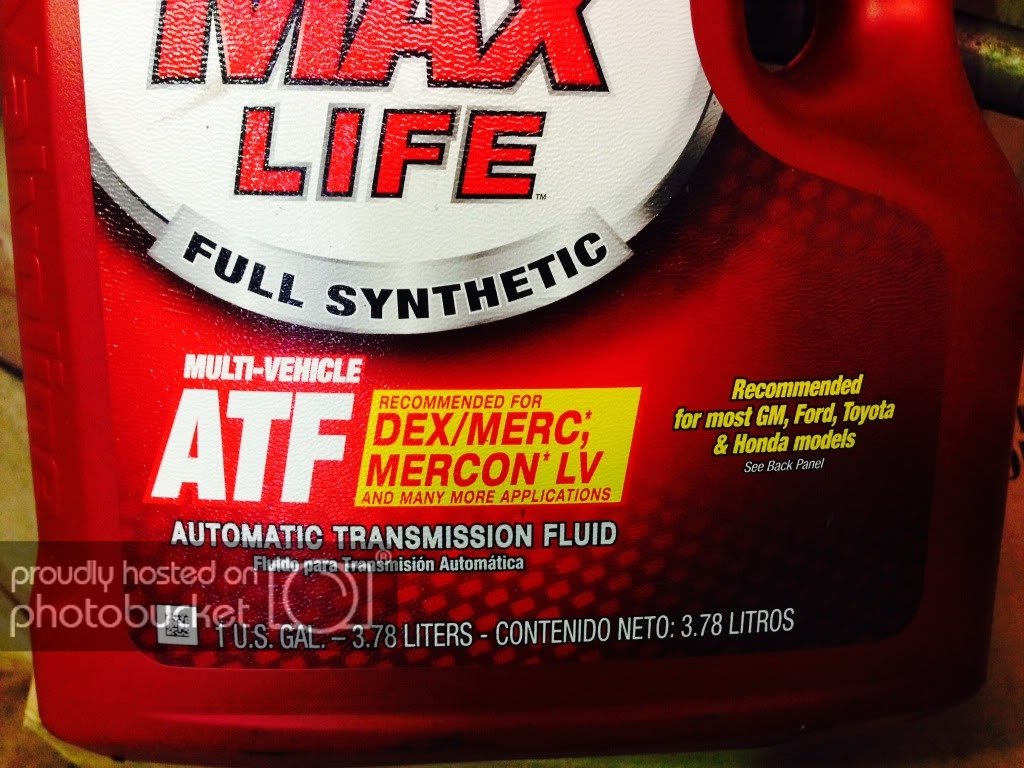 MAX
LIFE™
FULL SYNTHETIC
MULTI-VEHICLE
ATF
RECOMMENDED FOR
DEX/MERC,*
MERCON* LV
AND MANY MORE APPLICATIONS
Recommended
for most GM, Ford, Toyota
& Honda models
See Back Panel
AUTOMATIC TRANSMISSION FLUID
Fluido para Transmisión Automática
1 U.S. GAL. – 3.78 LITERS - CONTENIDO NETO: 3.78 LITROS
proudly hosted on
photobucket®